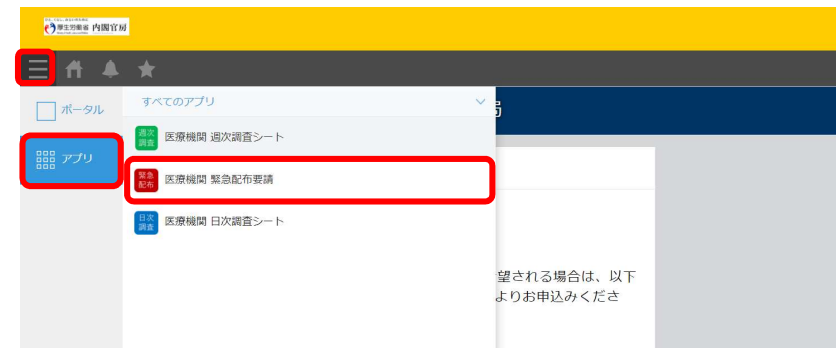 厚生労働省 内閣官房
ポータル
すべてのアプリ
局
週次
調査
医療機関 週次調査シート
アプリ
緊急
配布
医療機関 緊急配布要請
日次
調査
医療機関 日次調査シート
望される場合は、以下
よりお申込みくださ